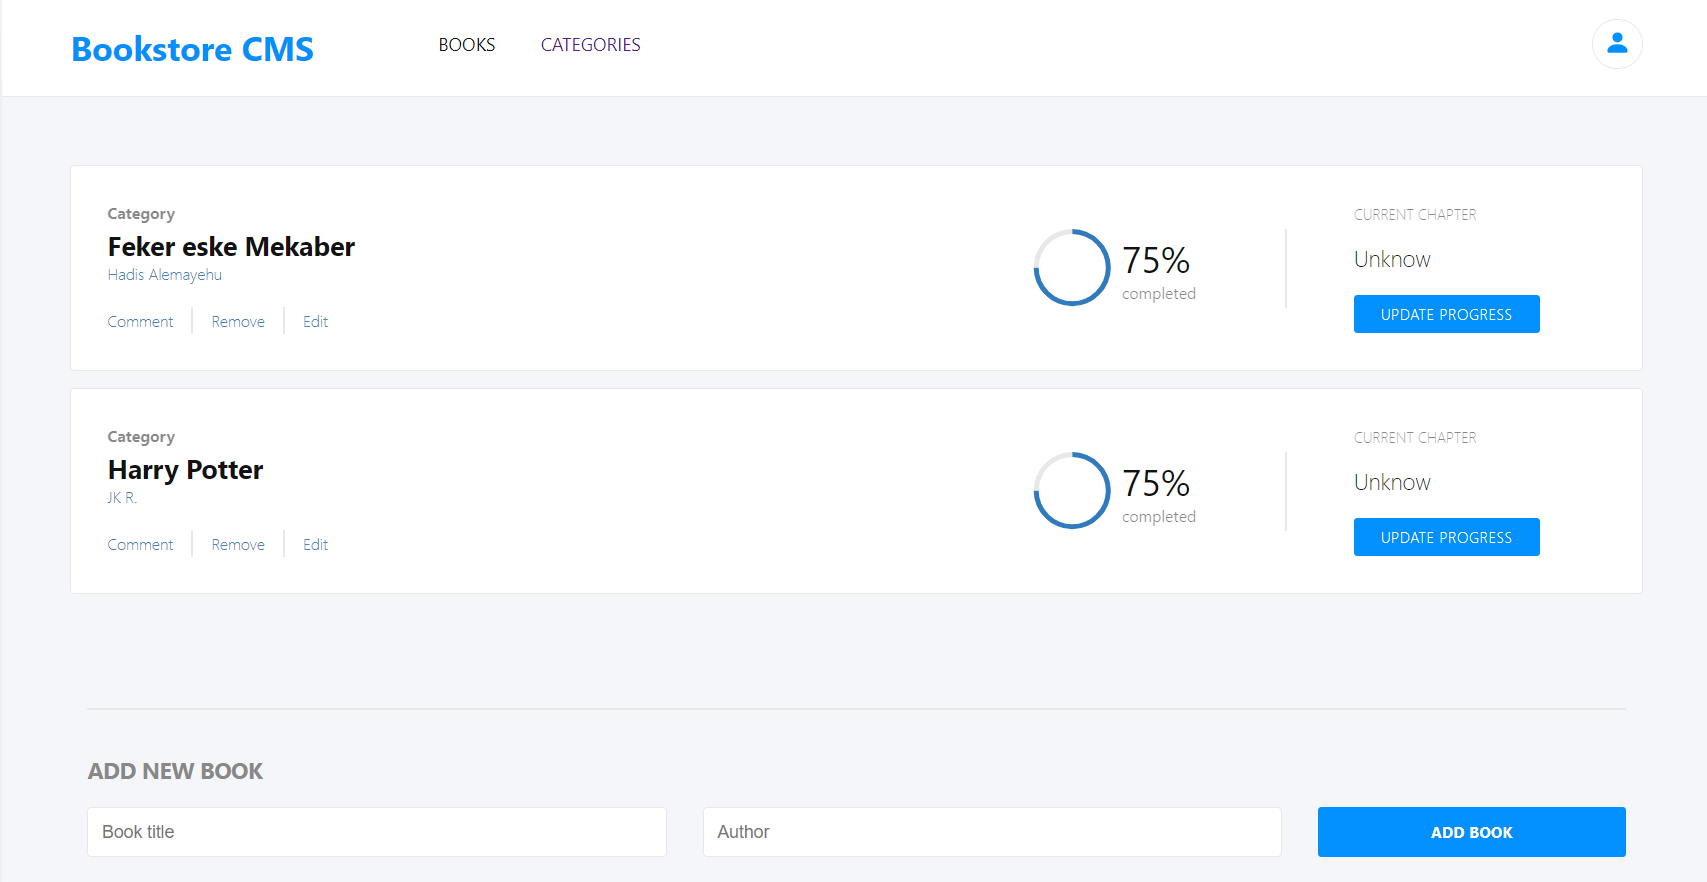 Bookstore CMS
BOOKS
CATEGORIES
Category
Feker eske Mekaber
Hadis Alemayehu
Comment
Remove
Edit
75%
completed
CURRENT CHAPTER
Unknow
UPDATE PROGRESS
Category
Harry Potter
JK R.
Comment
Remove
Edit
75%
completed
CURRENT CHAPTER
Unknow
UPDATE PROGRESS
ADD NEW BOOK
Book title
Author
ADD BOOK